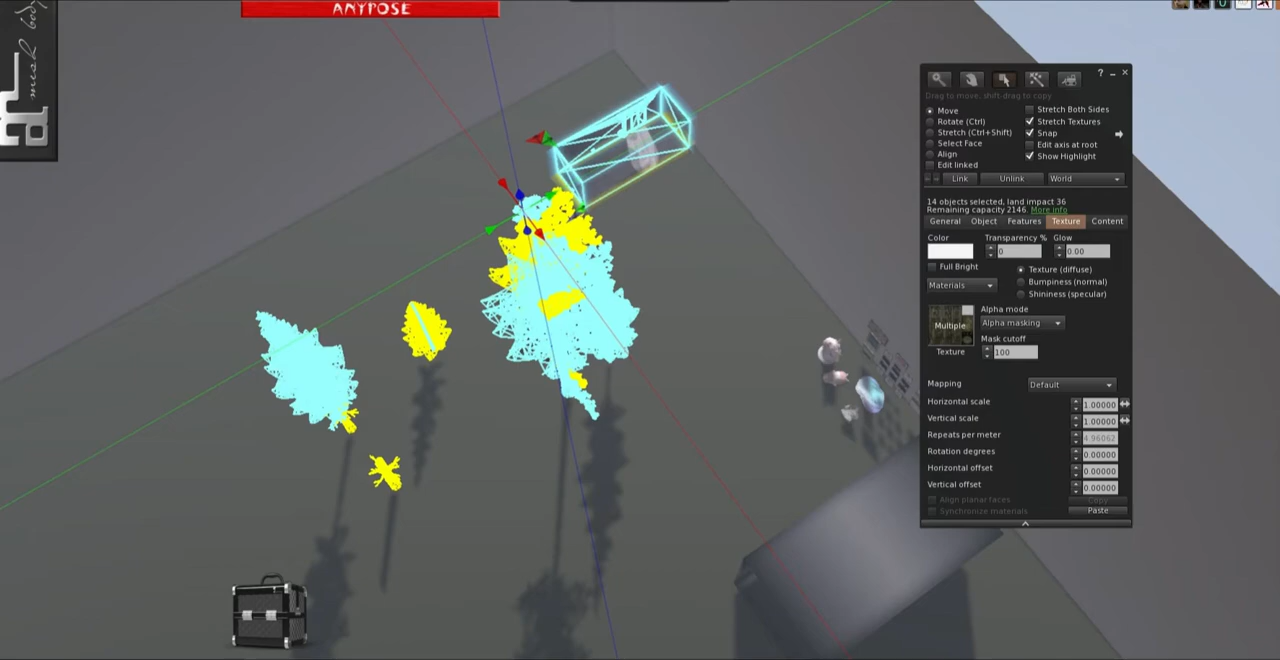 ANYPOSE
mesh body
Drag to move, shift-drag to copy
Move
Rotate (Ctrl)
Stretch (Ctrl+Shift)
Select Face
Align
Edit linked
Stretch Both Sides
Stretch Textures
Snap
Edit axis at root
Show Highlight
Link Unlink World
14 objects selected, land impact 36
Remaining capacity 2146. More info
General Object Features Texture Content
Color Transparency % Glow
0 0.00
Full Bright
Texture (diffuse)
Bumpiness (normal)
Shininess (specular)
Materials
Alpha mode
Alpha masking
Multiple
Mask cutoff
100
Texture
Mapping Default
Horizontal scale 1.00000
Vertical scale 1.00000
Repeats per meter 4.96062
Rotation degrees 0.00000
Horizontal offset 0.00000
Vertical offset 0.00000
Align planar faces Copy
Synchronize materials Paste